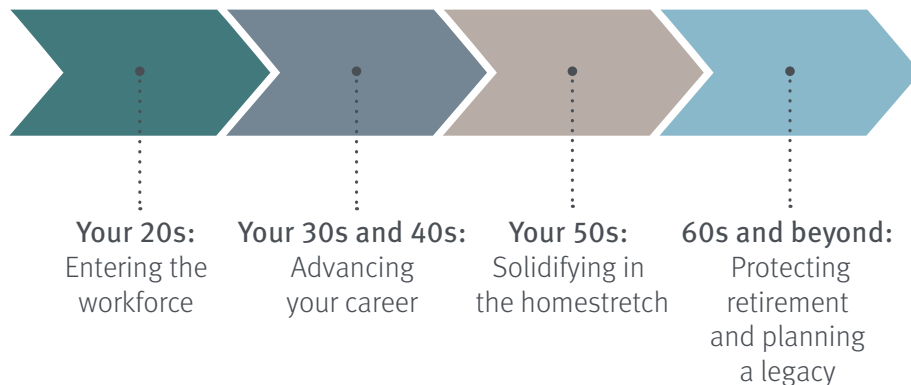 Your 20s:
Entering the
workforce
Your 30s and 40s:
Advancing
your career
Your 50s:
Solidifying in
the homestretch
60s and beyond:
Protecting
retirement
and planning
a legacy